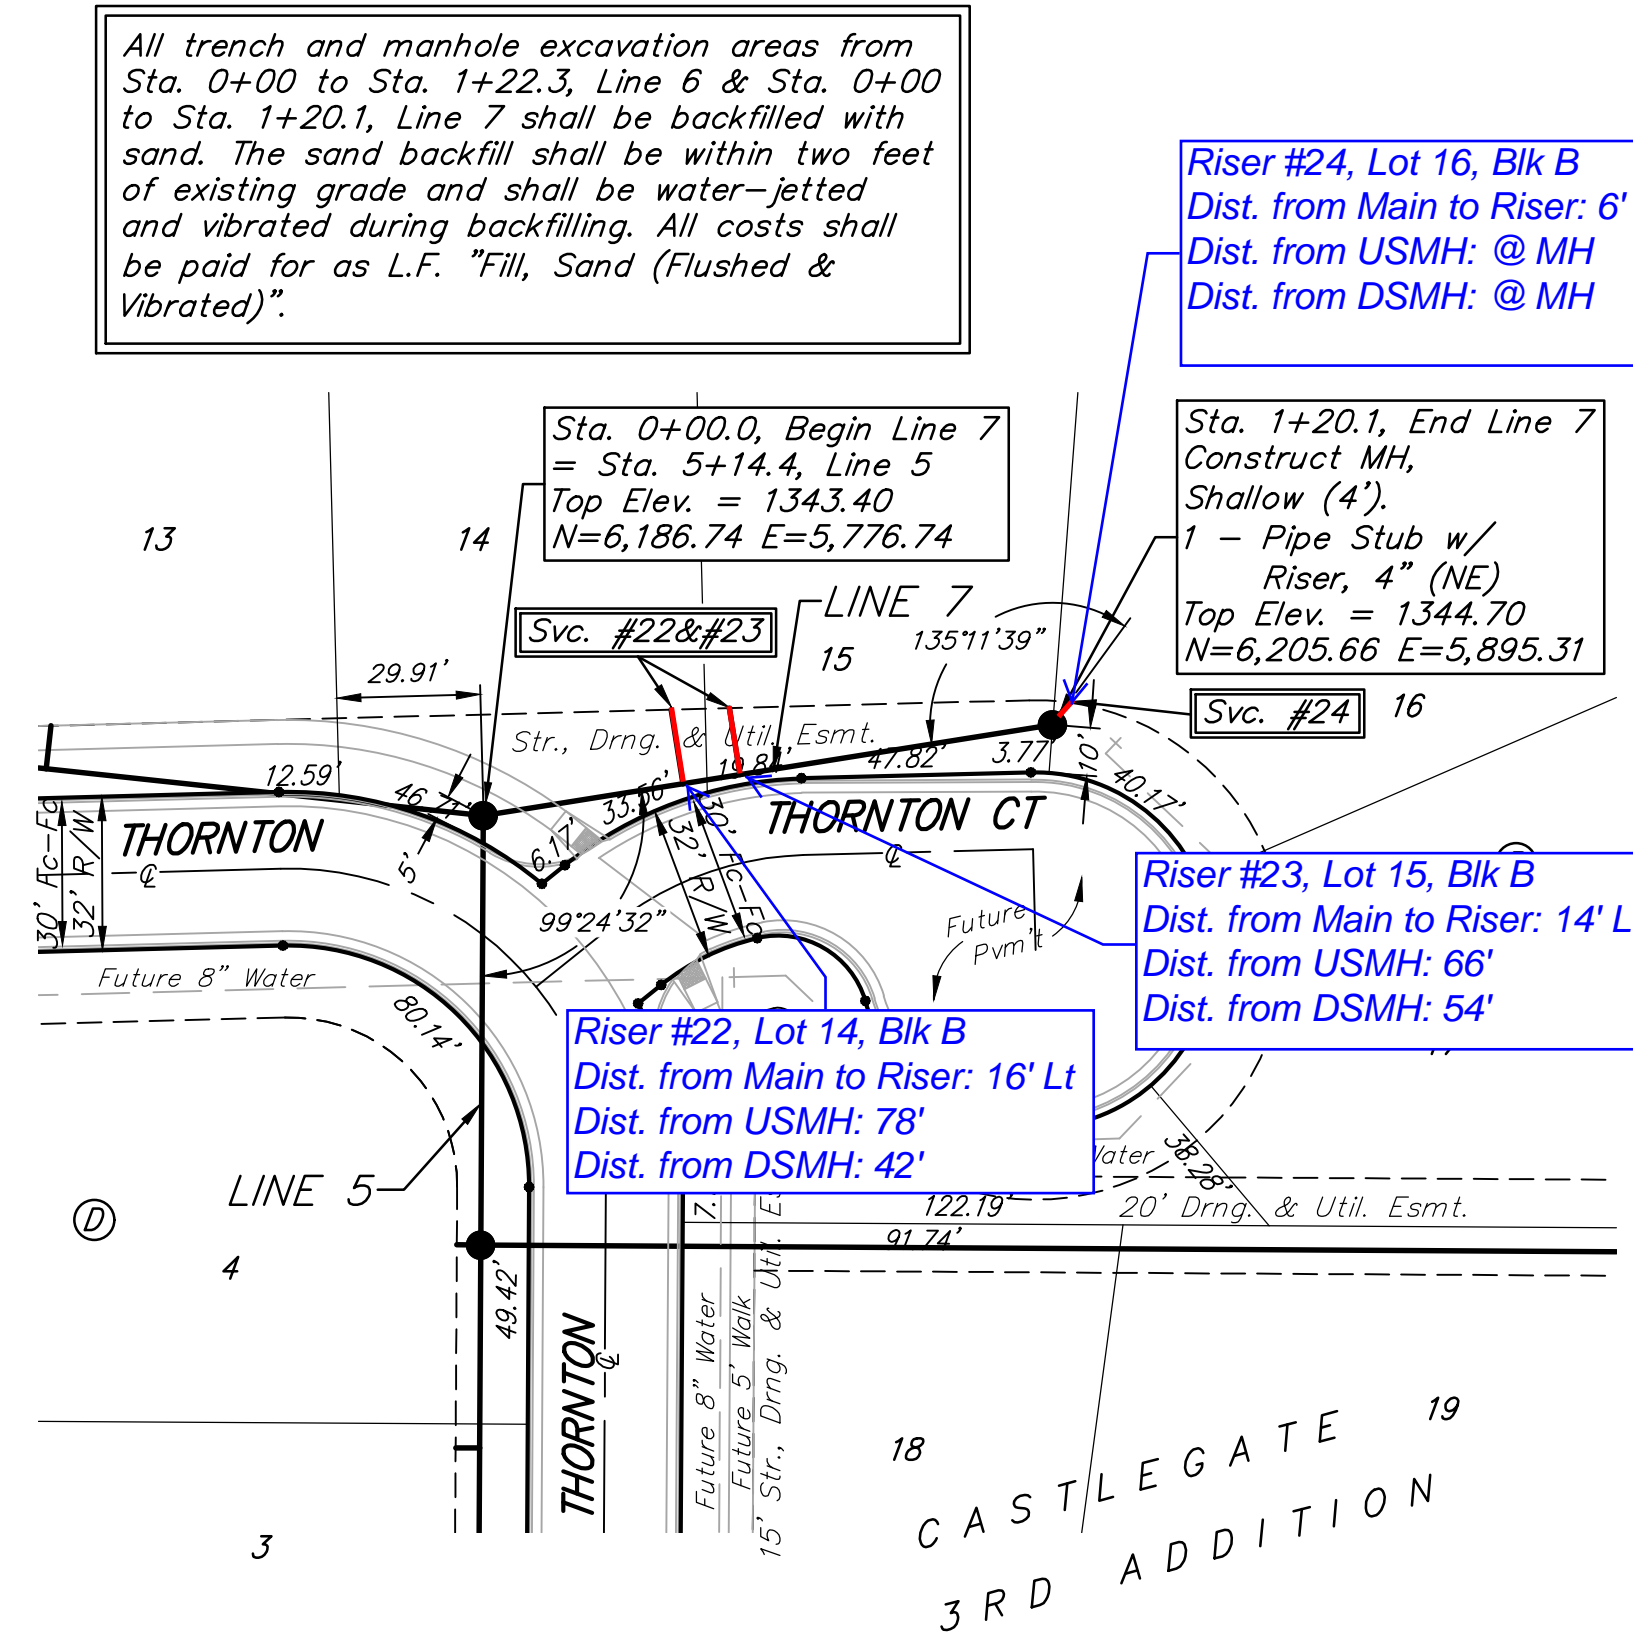 All trench and manhole excavation areas from
Sta. 0+00 to Sta. 1+22.3, Line 6 & Sta. 0+00
to Sta. 1+20.1, Line 7 shall be backfilled with
sand. The sand backfill shall be within two feet
of existing grade and shall be water-jetted
and vibrated during backfilling. All costs shall
be paid for as L.F. "Fill, Sand (Flushed &
Vibrated)".
Riser #24, Lot 16, Blk B
Dist. from Main to Riser: 6'
Dist. from USMH: @ MH
Dist. from DSMH: @ MH
Sta. 0+00.0, Begin Line 7
= Sta. 5+14.4, Line 5
Top Elev. = 1343.40
N=6,186.74 E=5,776.74
Sta. 1+20.1, End Line 7
Construct MH,
Shallow (4').
1 - Pipe Stub w/
Riser, 4" (NE)
Top Elev. = 1344.70
N=6,205.66 E=5,895.31
13
14
LINE 7
Svc. #22&#23
15
135°11'39"
29.91'
Svc. #24
16
Str., Drng. & Util. Esmt.
12.59'
46.71'
33.56'
19.84'
47.82'
3.77'
10'
40.17'
THORNTON
THORNTON CT
6.17'
5'
30' Ac-Fc
32' R/W
32' R/W
30' Fc-Fc
99°24'32"
Future
Pvm't
Riser #23, Lot 15, Blk B
Dist. from Main to Riser: 14' L
Dist. from USMH: 66'
Dist. from DSMH: 54'
Future 8" Water
80.14'
Riser #22, Lot 14, Blk B
Dist. from Main to Riser: 16' Lt
Dist. from USMH: 78'
Dist. from DSMH: 42'
38.28'
LINE 5
D
4
122.19'
20' Drng. & Util. Esmt.
91.74'
49.42'
THORNTON
Future 8" Water
Future 5' Walk
15' Str., Drng. & Util. Es
18
19
3
CASTLEGATE
3RD ADDITION